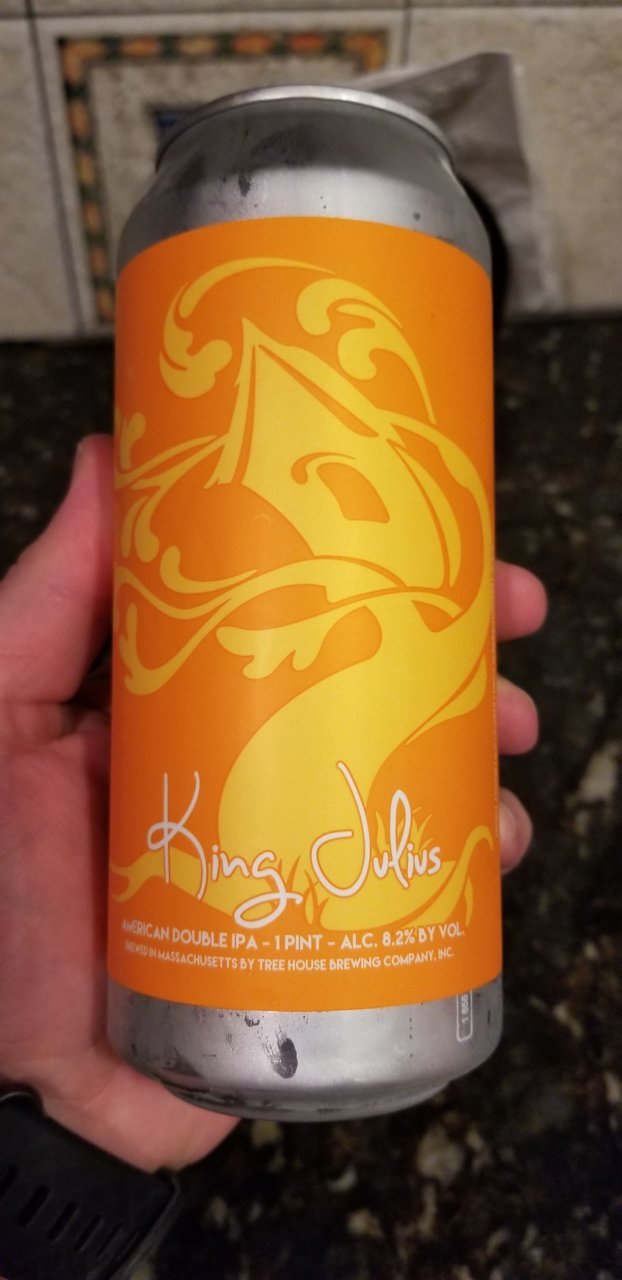 King Julius
AMERICAN DOUBLE IPA - 1 PINT - ALC. 8.2% BY VOL.
BREWED IN MASSACHUSETTS BY TREE HOUSE BREWING COMPANY, INC.